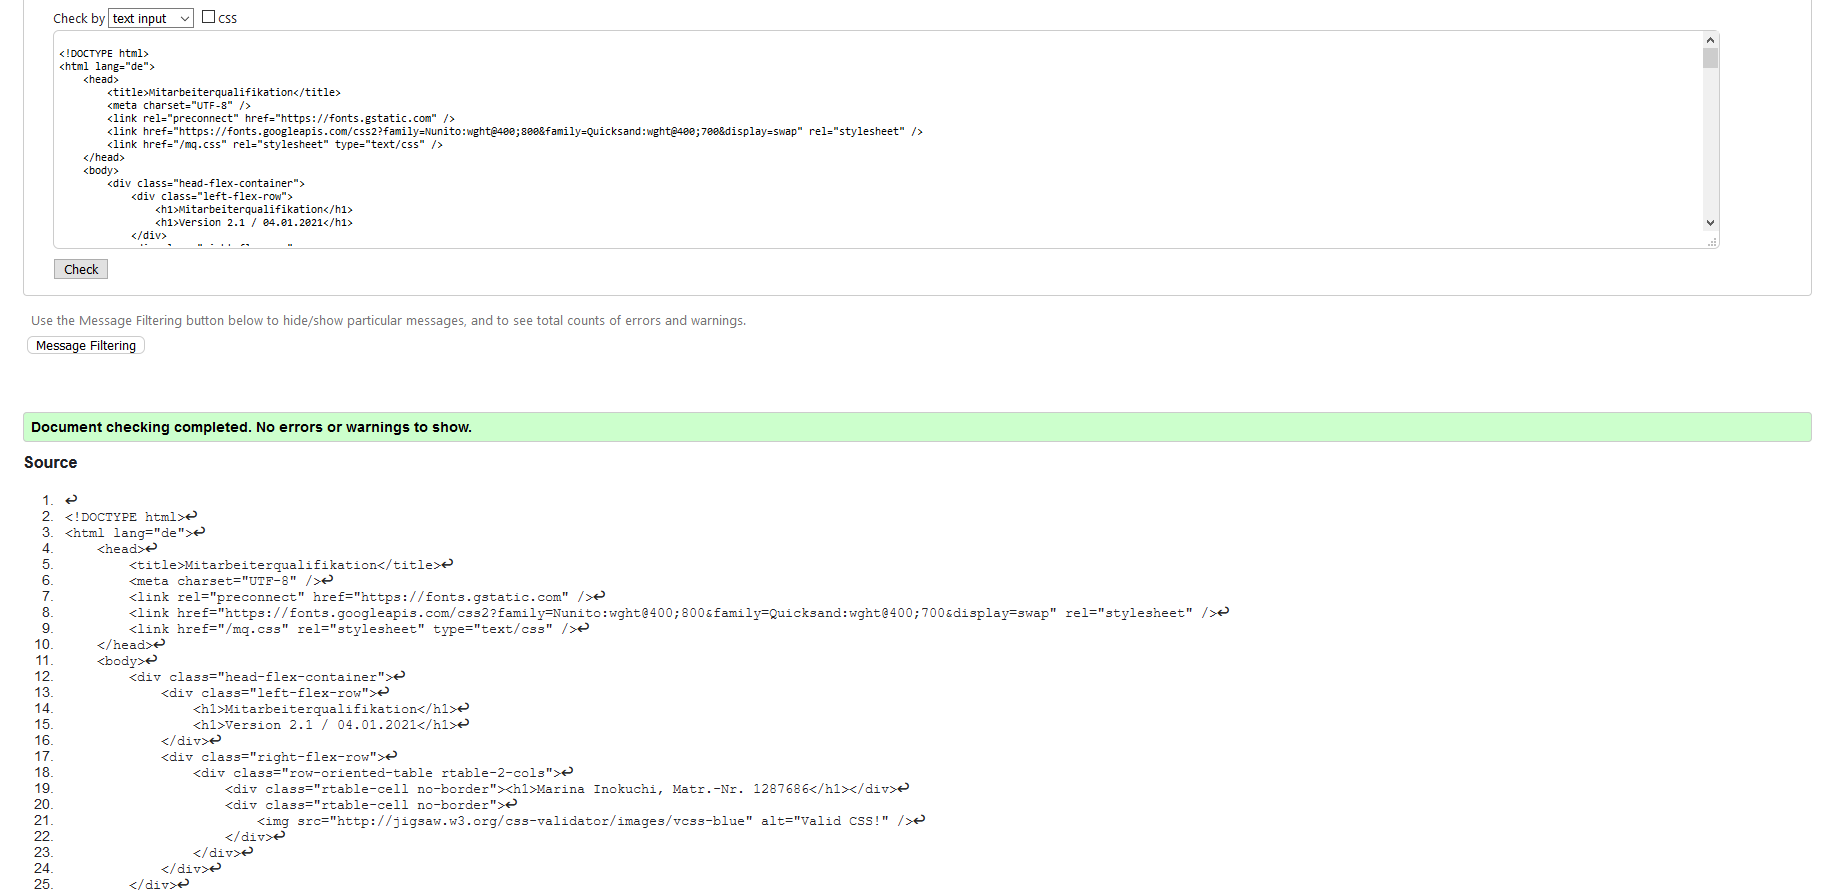 Check by text input CSS
<!DOCTYPE html>
<html lang="de">
<head>
<title>Mitarbeiterqualifikation</title>
<meta charset="UTF-8" />
<link rel="preconnect" href="https://fonts.gstatic.com" />
<link href="https://fonts.googleapis.com/css2?family=Nunito:wght@400;800&family=Quicksand:wght@400;700&display=swap" rel="stylesheet" />
<link href="/mq.css" rel="stylesheet" type="text/css" />
</head>
<body>
<div class="head-flex-container">
<div class="left-flex-row">
<h1>Mitarbeiterqualifikation</h1>
<h1>Version 2.1 / 04.01.2021</h1>
</div>
Check
Use the Message Filtering button below to hide/show particular messages, and to see total counts of errors and warnings.
Message Filtering
Document checking completed. No errors or warnings to show.
Source
1. ↩
2. <!DOCTYPE html>↩
3. <html lang="de">↩
4. <head>↩
5. <title>Mitarbeiterqualifikation</title>↩
6. <meta charset="UTF-8" />↩
7. <link rel="preconnect" href="https://fonts.gstatic.com" />↩
8. <link href="https://fonts.googleapis.com/css2?family=Nunito:wght@400;800&family=Quicksand:wght@400;700&display=swap" rel="stylesheet" />↩
9. <link href="/mq.css" rel="stylesheet" type="text/css" />↩
10. </head>↩
11. <body>↩
12. <div class="head-flex-container">↩
13. <div class="left-flex-row">↩
14. <h1>Mitarbeiterqualifikation</h1>↩
15. <h1>Version 2.1 / 04.01.2021</h1>↩
16. </div>↩
17. <div class="right-flex-row">↩
18. <div class="row-oriented-table rtable-2-cols">↩
19. <div class="rtable-cell no-border"><h1>Marina Inokuchi, Matr.-Nr. 1287686</h1></div>↩
20. <div class="rtable-cell no-border">↩
21. <img src="http://jigsaw.w3.org/css-validator/images/vcss-blue" alt="Valid CSS!" />↩
22. </div>↩
23. </div>↩
24. </div>↩
25. </div>↩